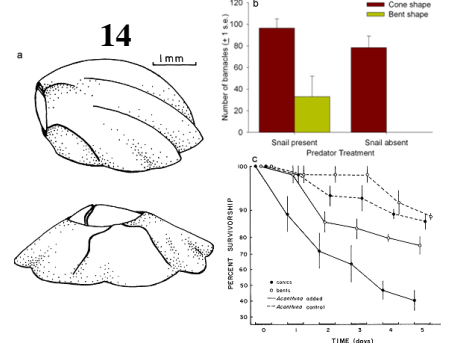 14
a
1mm
b
Number of barnacles (± 1 s.e.)
120
100
80
60
40
20
0
Cone shape
Bent shape
Snail present
Snail absent
Predator Treatment
c
PERCENT SURVIVORSHIP
100
90
80
70
60
50
40
30
conics
bents
Acanthina added
Acanthina control
0 1 2 3 4 5
TIME (days)